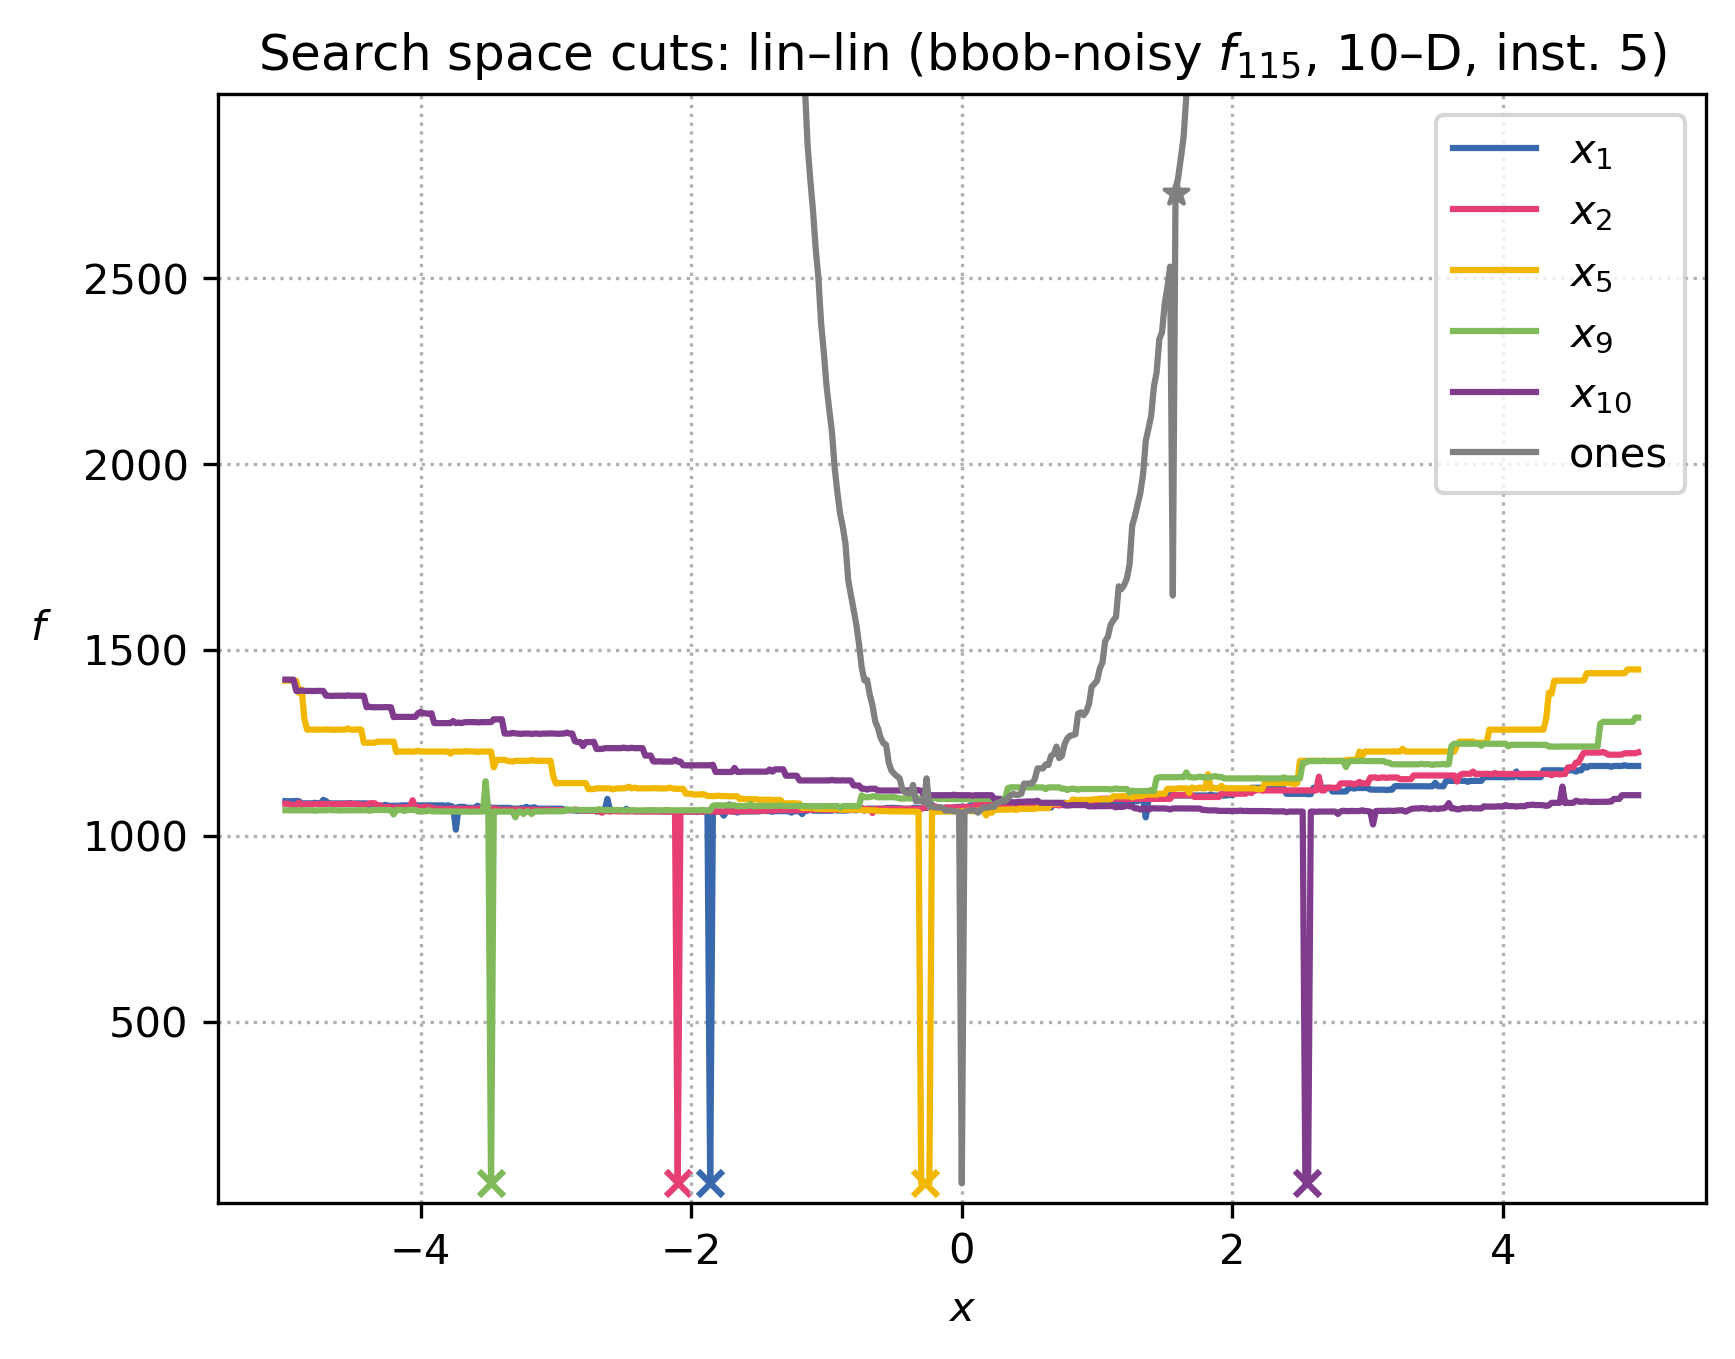 Search space cuts: lin–lin (bbob-noisy f₁₁₅, 10–D, inst. 5)
x₁
x₂
x₅
x₉
x₁₀
ones
2500
2000
1500
1000
500
f
−4 −2 0 2 4
x